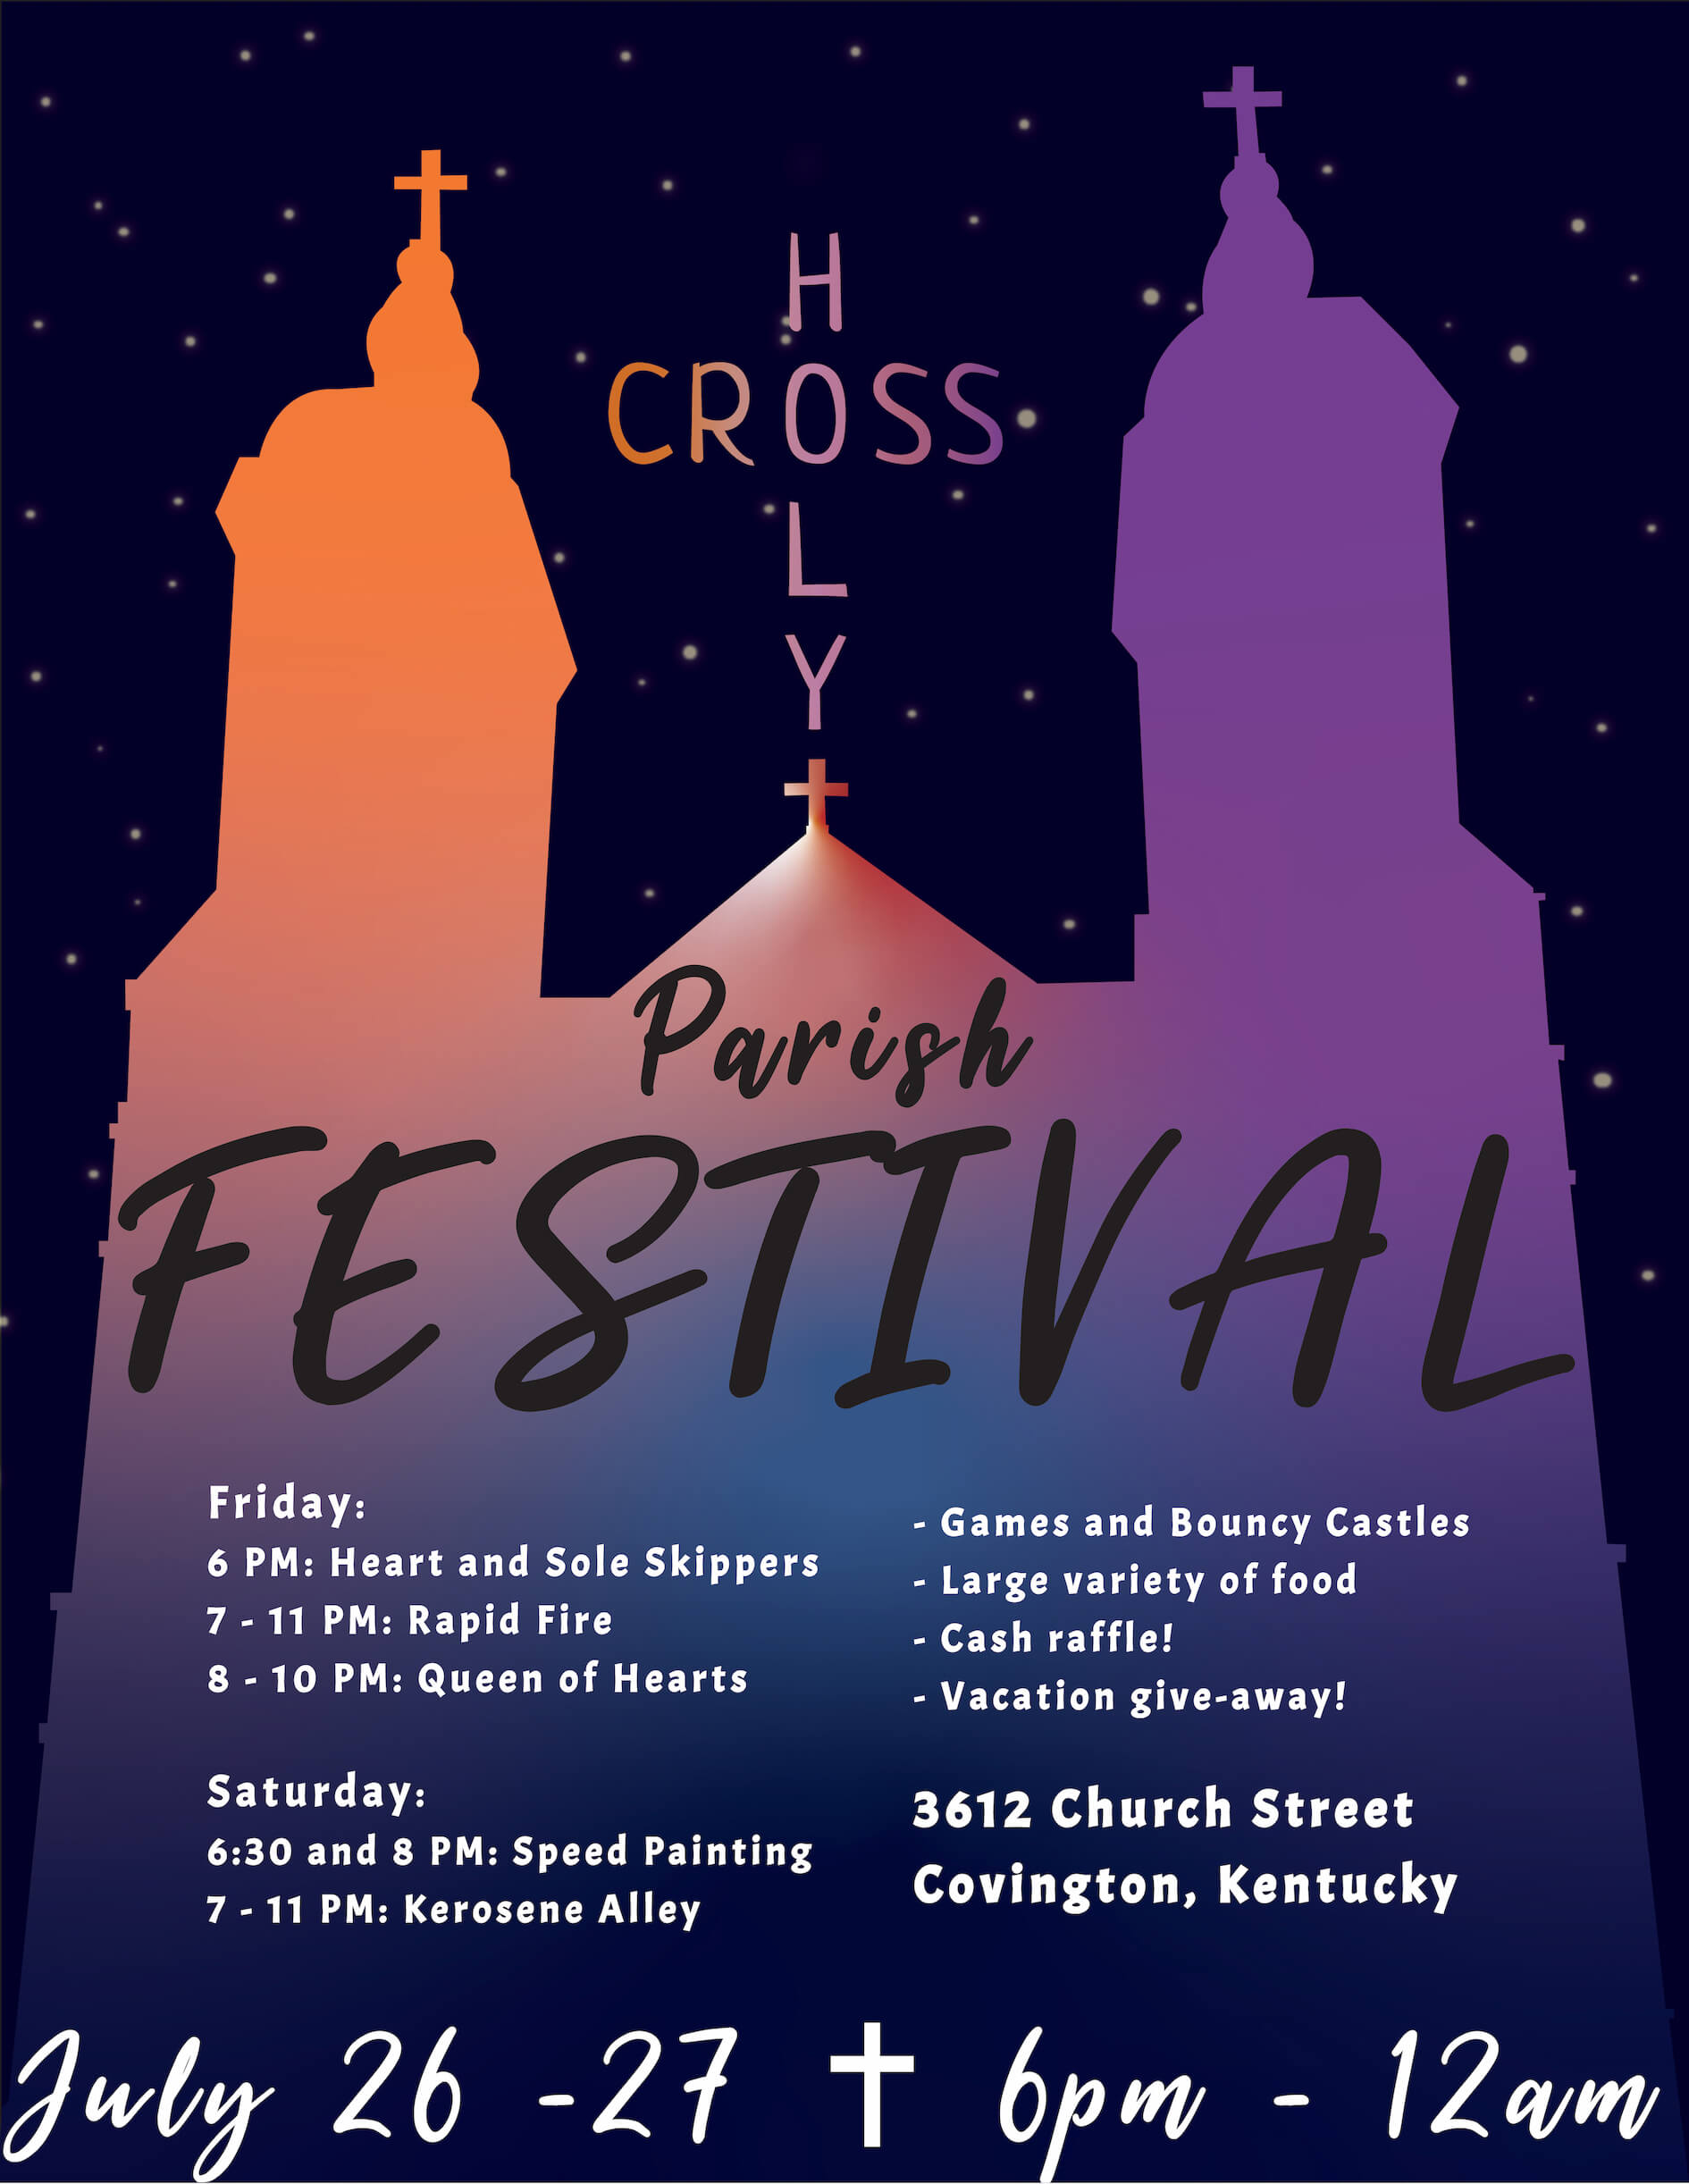 HOLY
CROSS
Parish
FESTIVAL
Friday:
6 PM: Heart and Sole Skippers
7 - 11 PM: Rapid Fire
8 - 10 PM: Queen of Hearts
Saturday:
6:30 and 8 PM: Speed Painting
7 - 11 PM: Kerosene Alley
- Games and Bouncy Castles
- Large variety of food
- Cash raffle!
- Vacation give-away!
3612 Church Street
Covington, Kentucky
July 26 -27 6pm - 12am